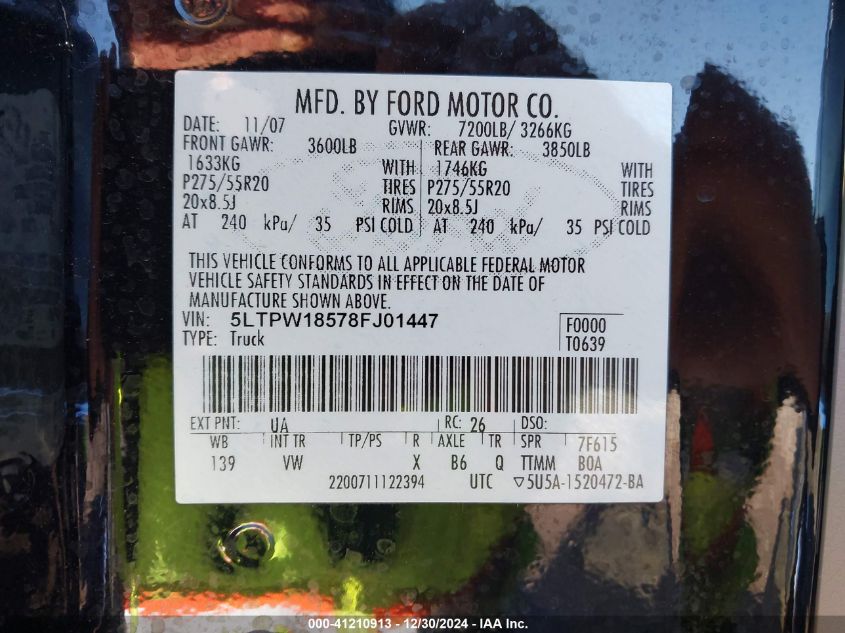 MFD. BY FORD MOTOR CO.
DATE: 11/07 GVWR: 7200LB/ 3266KG
FRONT GAWR: 3600LB REAR GAWR: 3850LB
1633KG WITH 1746KG WITH
P275/55R20 TIRES P275/55R20 TIRES
20x8.5J RIMS 20x8.5J RIMS
AT 240 kPa/ 35 PSI COLD AT 240 kPa/ 35 PSI COLD
THIS VEHICLE CONFORMS TO ALL APPLICABLE FEDERAL MOTOR
VEHICLE SAFETY STANDARDS IN EFFECT ON THE DATE OF
MANUFACTURE SHOWN ABOVE.
VIN: 5LTPW18578FJ01447 F0000
TYPE: Truck T0639
EXT PNT: UA RC: 26 DSO:
WB INT TR TP/PS R AXLE TR SPR 7F615
139 VW X B6 Q TTMM B0A
2200711122394 UTC ▽5U5A-1520472-BA
000-41210913 - 12/30/2024 - IAA Inc.